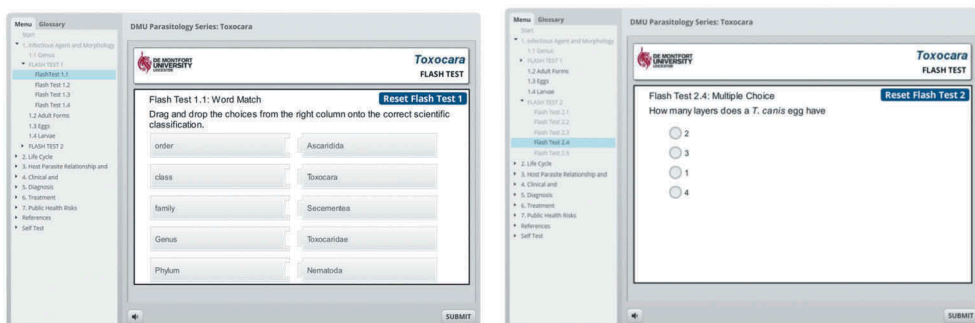 Menu Glossary
DMU Parasitology Series: Toxocara
Start
1. Infectious Agent and Morphology
1.1 Genus
FLASH TEST 1
FlashTest 1.1
Flash Test 1.2
Flash Test 1.3
Flash Test 1.4
1.2 Adult Forms
1.3 Eggs
1.4 Larvae
FLASH TEST 2
2. Life Cycle
3. Host Parasite Relationship and
4. Clinical and
5. Diagnosis
6. Treatment
7. Public Health Risks
References
Self Test
DE MONTFORT
UNIVERSITY
LEICESTER
Toxocara
FLASH TEST
Flash Test 1.1: Word Match
Reset Flash Test 1
Drag and drop the choices from the right column onto the correct scientific
classification.
order Ascaridida
class Toxocara
family Secementea
Genus Toxocaridae
Phylum Nematoda
SUBMIT
Menu Glossary
DMU Parasitology Series: Toxocara
Start
1. Infectious Agent and Morphology
1.1 Genus
FLASH TEST 1
1.2 Adult Forms
1.3 Eggs
1.4 Larvae
FLASH TEST 2
Flash Test 2.1
Flash Test 2.2
Flash Test 2.3
Flash Test 2.4
Flash Test 2.5
2. Life Cycle
3. Host Parasite Relationship and
4. Clinical and
5. Diagnosis
6. Treatment
7. Public Health Risks
References
Self Test
DE MONTFORT
UNIVERSITY
LEICESTER
Toxocara
FLASH TEST
Flash Test 2.4: Multiple Choice
Reset Flash Test 2
How many layers does a T. canis egg have
2
3
1
4
SUBMIT